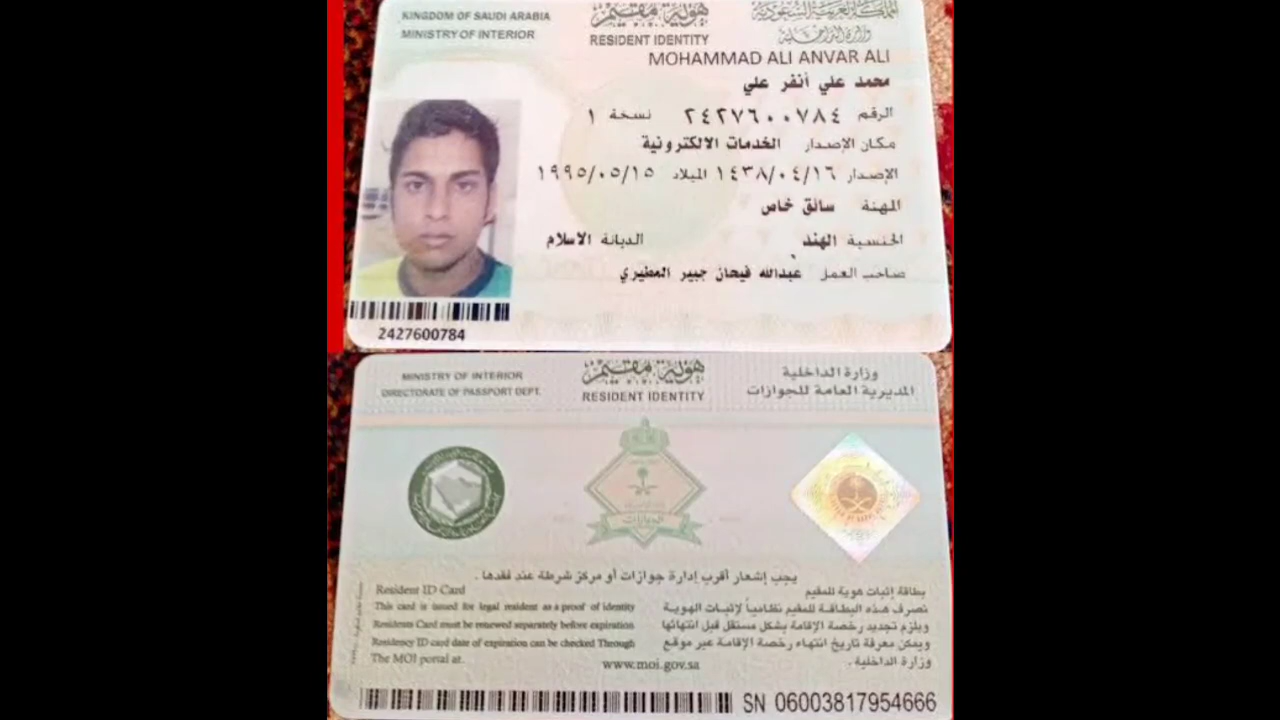 KINGDOM OF SAUDI ARABIA
MINISTRY OF INTERIOR
هوية مقيم
RESIDENT IDENTITY
المملكة العربية السعودية
وزارة الداخلية
MOHAMMAD ALI ANVAR ALI
محمد علي أنفر علي
الرقم ٢٤٢٧٦٠٠٧٨٤ نسخة ١
مكان الإصدار الخدمات الالكترونية
الإصدار ١٤٣٨/٠٤/١٦ الميلاد ١٩٩٥/٠٥/١٥
المهنة سائق خاص
الجنسية الهند الديانة الاسلام
صاحب العمل عبدالله فيحان جبير المطيري
2427600784
MINISTRY OF INTERIOR
DIRECTORATE OF PASSPORT DEPT.
هوية مقيم
RESIDENT IDENTITY
وزارة الداخلية
المديرية العامة للجوازات
الجوازات
يجب إشعار أقرب إدارة جوازات أو مركز شرطة عند فقدها .
Resident ID Card
This card is issued for legal resident as a proof of identity
Residents Card must be renewed separately before expiration
Residency ID card date of expiration can be checked Through
The MOI portal at.
www.moi.gov.sa
بطاقة إثبات هوية للمقيم
تصرف هذه البطاقة للمقيم نظامياً لإثبات الهوية
ويلزم تجديد رخصة الإقامة بشكل مستقل قبل انتهائها
ويمكن معرفة تاريخ انتهاء رخصة الإقامة عبر موقع
وزارة الداخلية .
SN 06003817954666